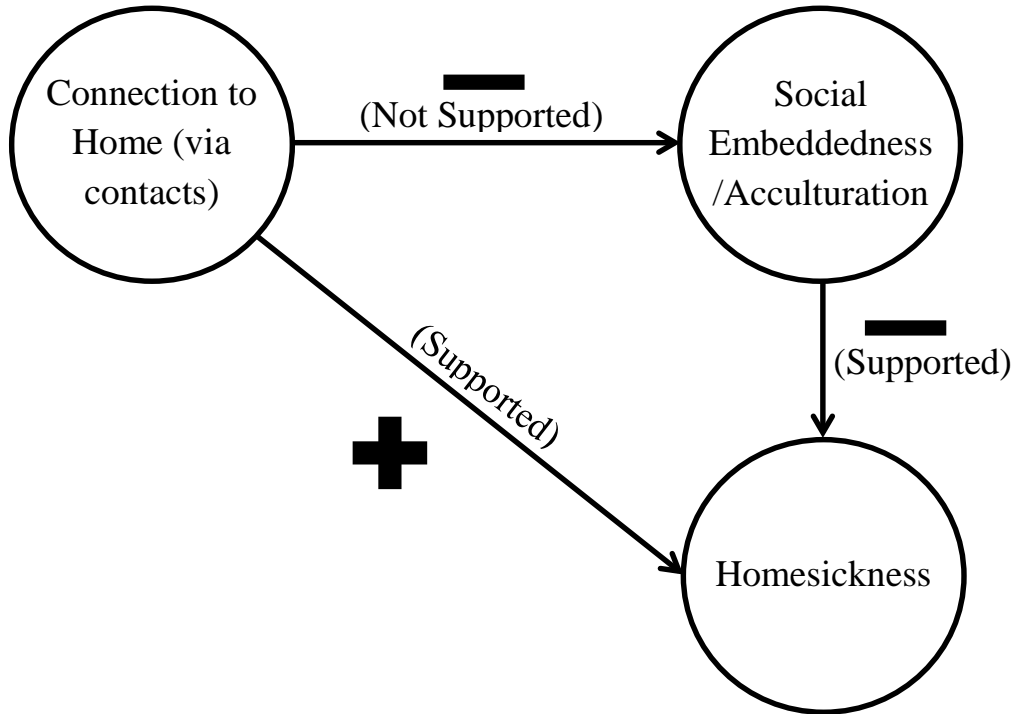 Connection to
Home (via
contacts)
(Not Supported)
Social
Embeddedness
/Acculturation
(Supported)
(Supported)
Homesickness